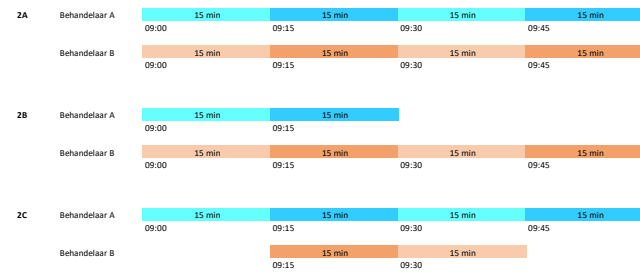 2A Behandelaar A 15 min 15 min 15 min 15 min
09:00 09:15 09:30 09:45
Behandelaar B 15 min 15 min 15 min 15 min
09:00 09:15 09:30 09:45
2B Behandelaar A 15 min 15 min
09:00 09:15
Behandelaar B 15 min 15 min 15 min 15 min
09:00 09:15 09:30 09:45
2C Behandelaar A 15 min 15 min 15 min 15 min
09:00 09:15 09:30 09:45
Behandelaar B 15 min 15 min
09:15 09:30